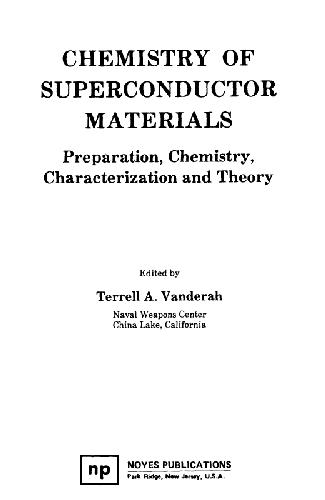 CHEMISTRY OF
SUPERCONDUCTOR
MATERIALS
Preparation, Chemistry,
Characterization and Theory
Edited by
Terrell A. Vanderah
Naval Weapons Center
China Lake, California
np
NOYES PUBLICATIONS
Park Ridge, New Jersey, U.S.A.